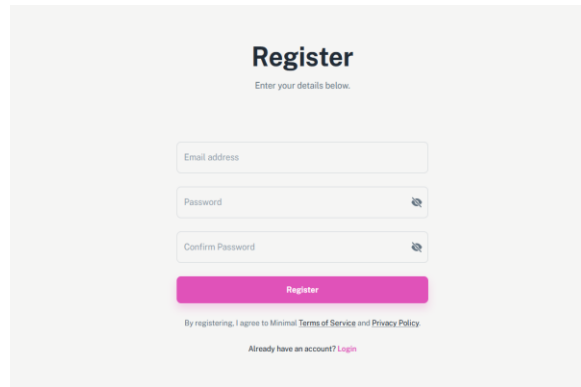 Register
Enter your details below.
Email address
Password
Confirm Password
Register
By registering, I agree to Minimal Terms of Service and Privacy Policy.
Already have an account? Login